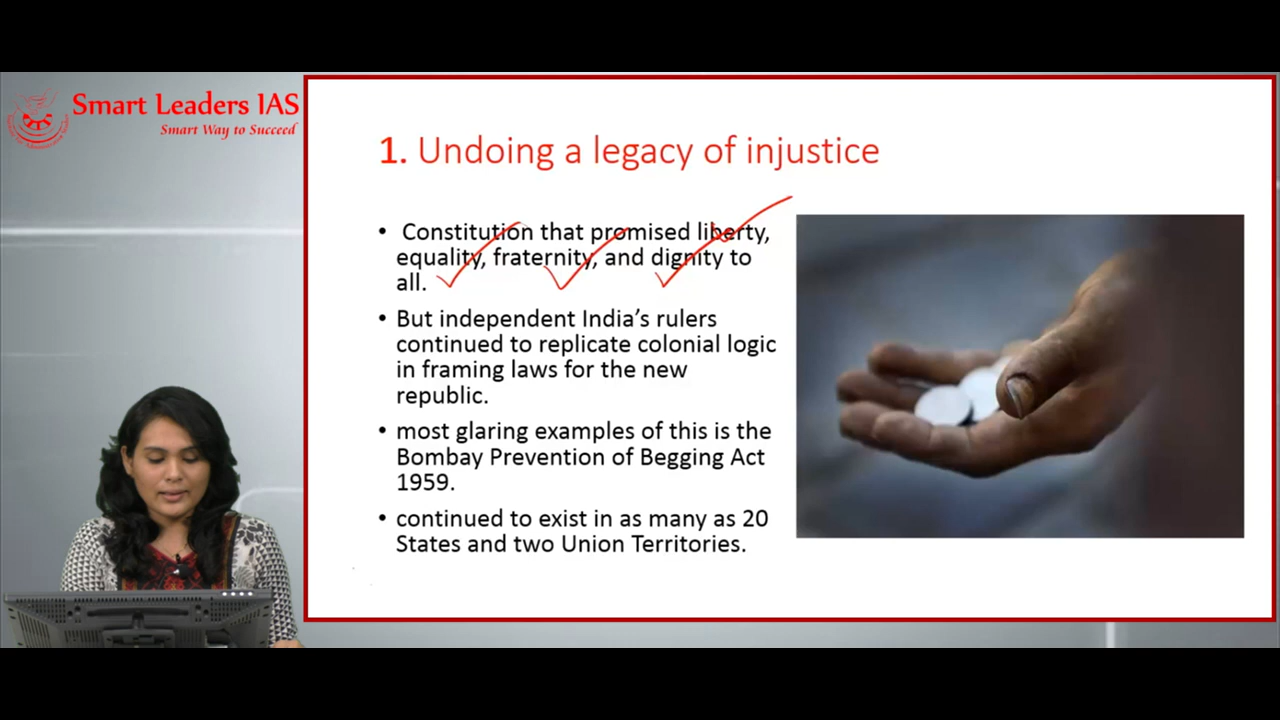 Smart Leaders IAS
Smart Way to Succeed
1. Undoing a legacy of injustice
• Constitution that promised liberty,
equality, fraternity, and dignity to
all.
• But independent India’s rulers
continued to replicate colonial logic
in framing laws for the new
republic.
• most glaring examples of this is the
Bombay Prevention of Begging Act
1959.
• continued to exist in as many as 20
States and two Union Territories.